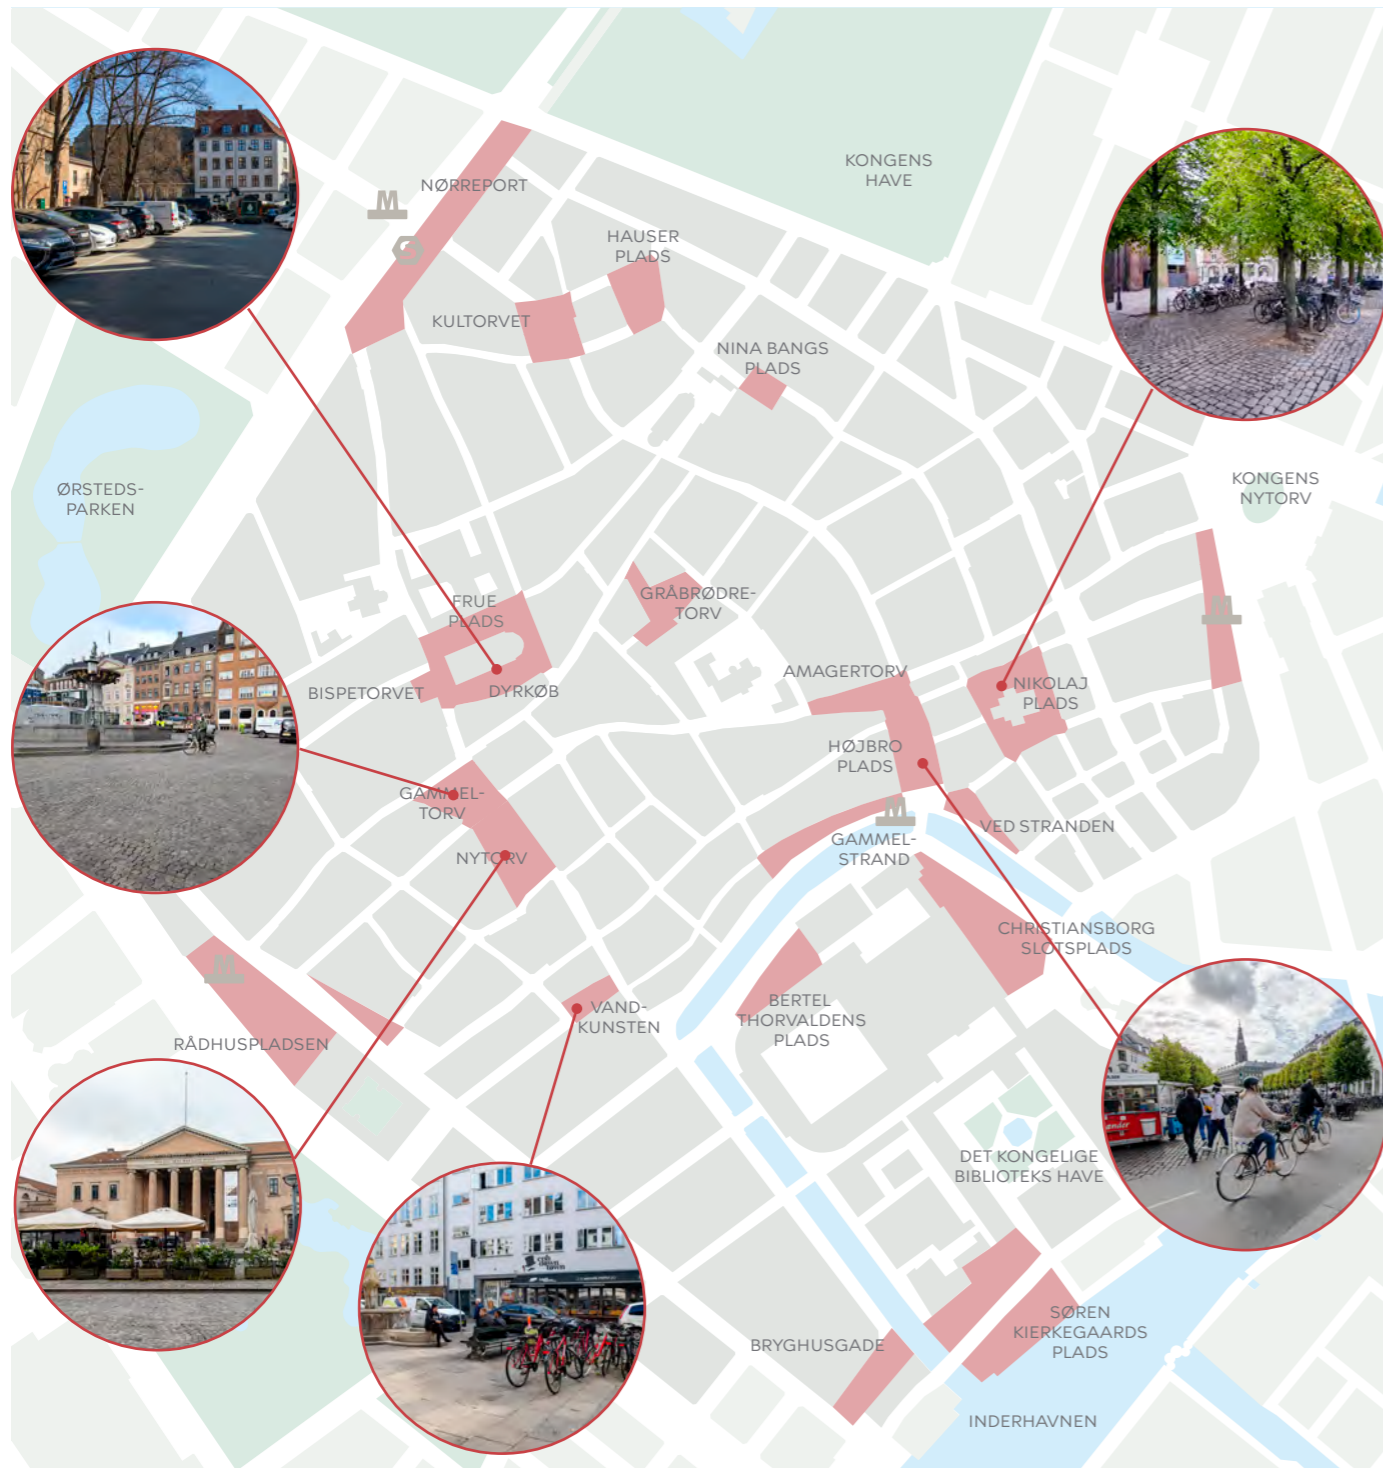 KONGENS
HAVE
NØRREPORT
M
S
HAUSER
PLADS
KULTORVET
NINA BANGS
PLADS
ØRSTEDS-
PARKEN
KONGENS
NYTORV
M
FRUE
PLADS
GRÅBRØDRE-
TORV
BISPETORVET
DYRKØB
AMAGERTORV
NIKOLAJ
PLADS
HØJBRO
PLADS
GAMMEL-
TORV
NYTORV
M
GAMMEL-
STRAND
VED STRANDEN
CHRISTIANSBORG
SLOTSPLADS
M
RÅDHUSPLADSEN
VAND-
KUNSTEN
BERTEL
THORVALDENS
PLADS
DET KONGELIGE
BIBLIOTEKS HAVE
SØREN
KIERKEGAARDS
PLADS
BRYGHUSGADE
INDERHAVNEN